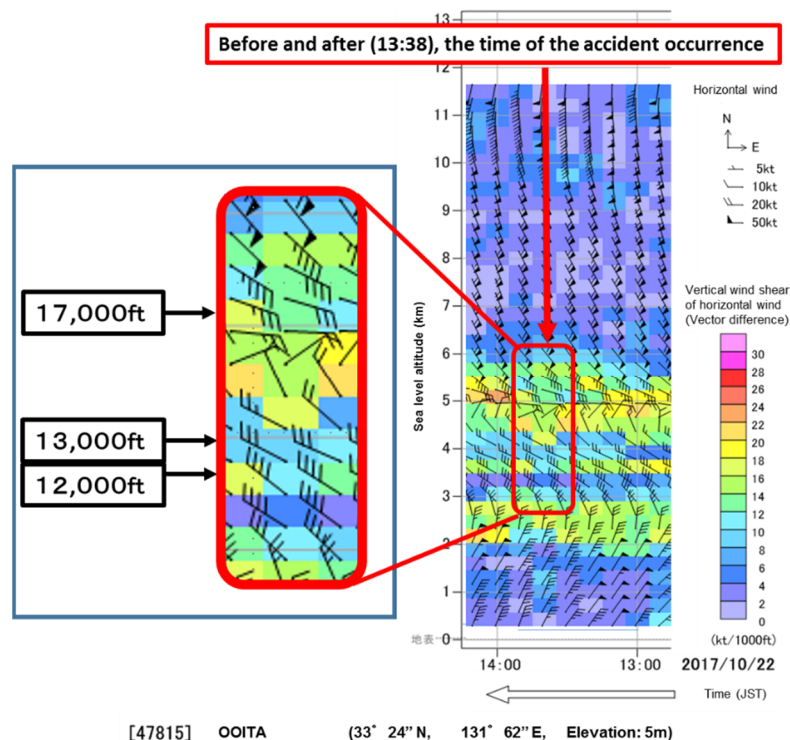 Before and after (13:38), the time of the accident occurrence
13
12
11
10
9
8
7
6
5
4
3
2
1
0
地表
Sea level altitude (km)
17,000ft
13,000ft
12,000ft
Horizontal wind
N
E
5kt
10kt
20kt
50kt
Vertical wind shear
of horizontal wind
(Vector difference)
30
28
26
24
22
20
18
16
14
12
10
8
6
4
2
0
(kt/1000ft)
14:00
13:00
2017/10/22
Time (JST)
[47815] OOITA (33° 24” N, 131° 62” E, Elevation: 5m)